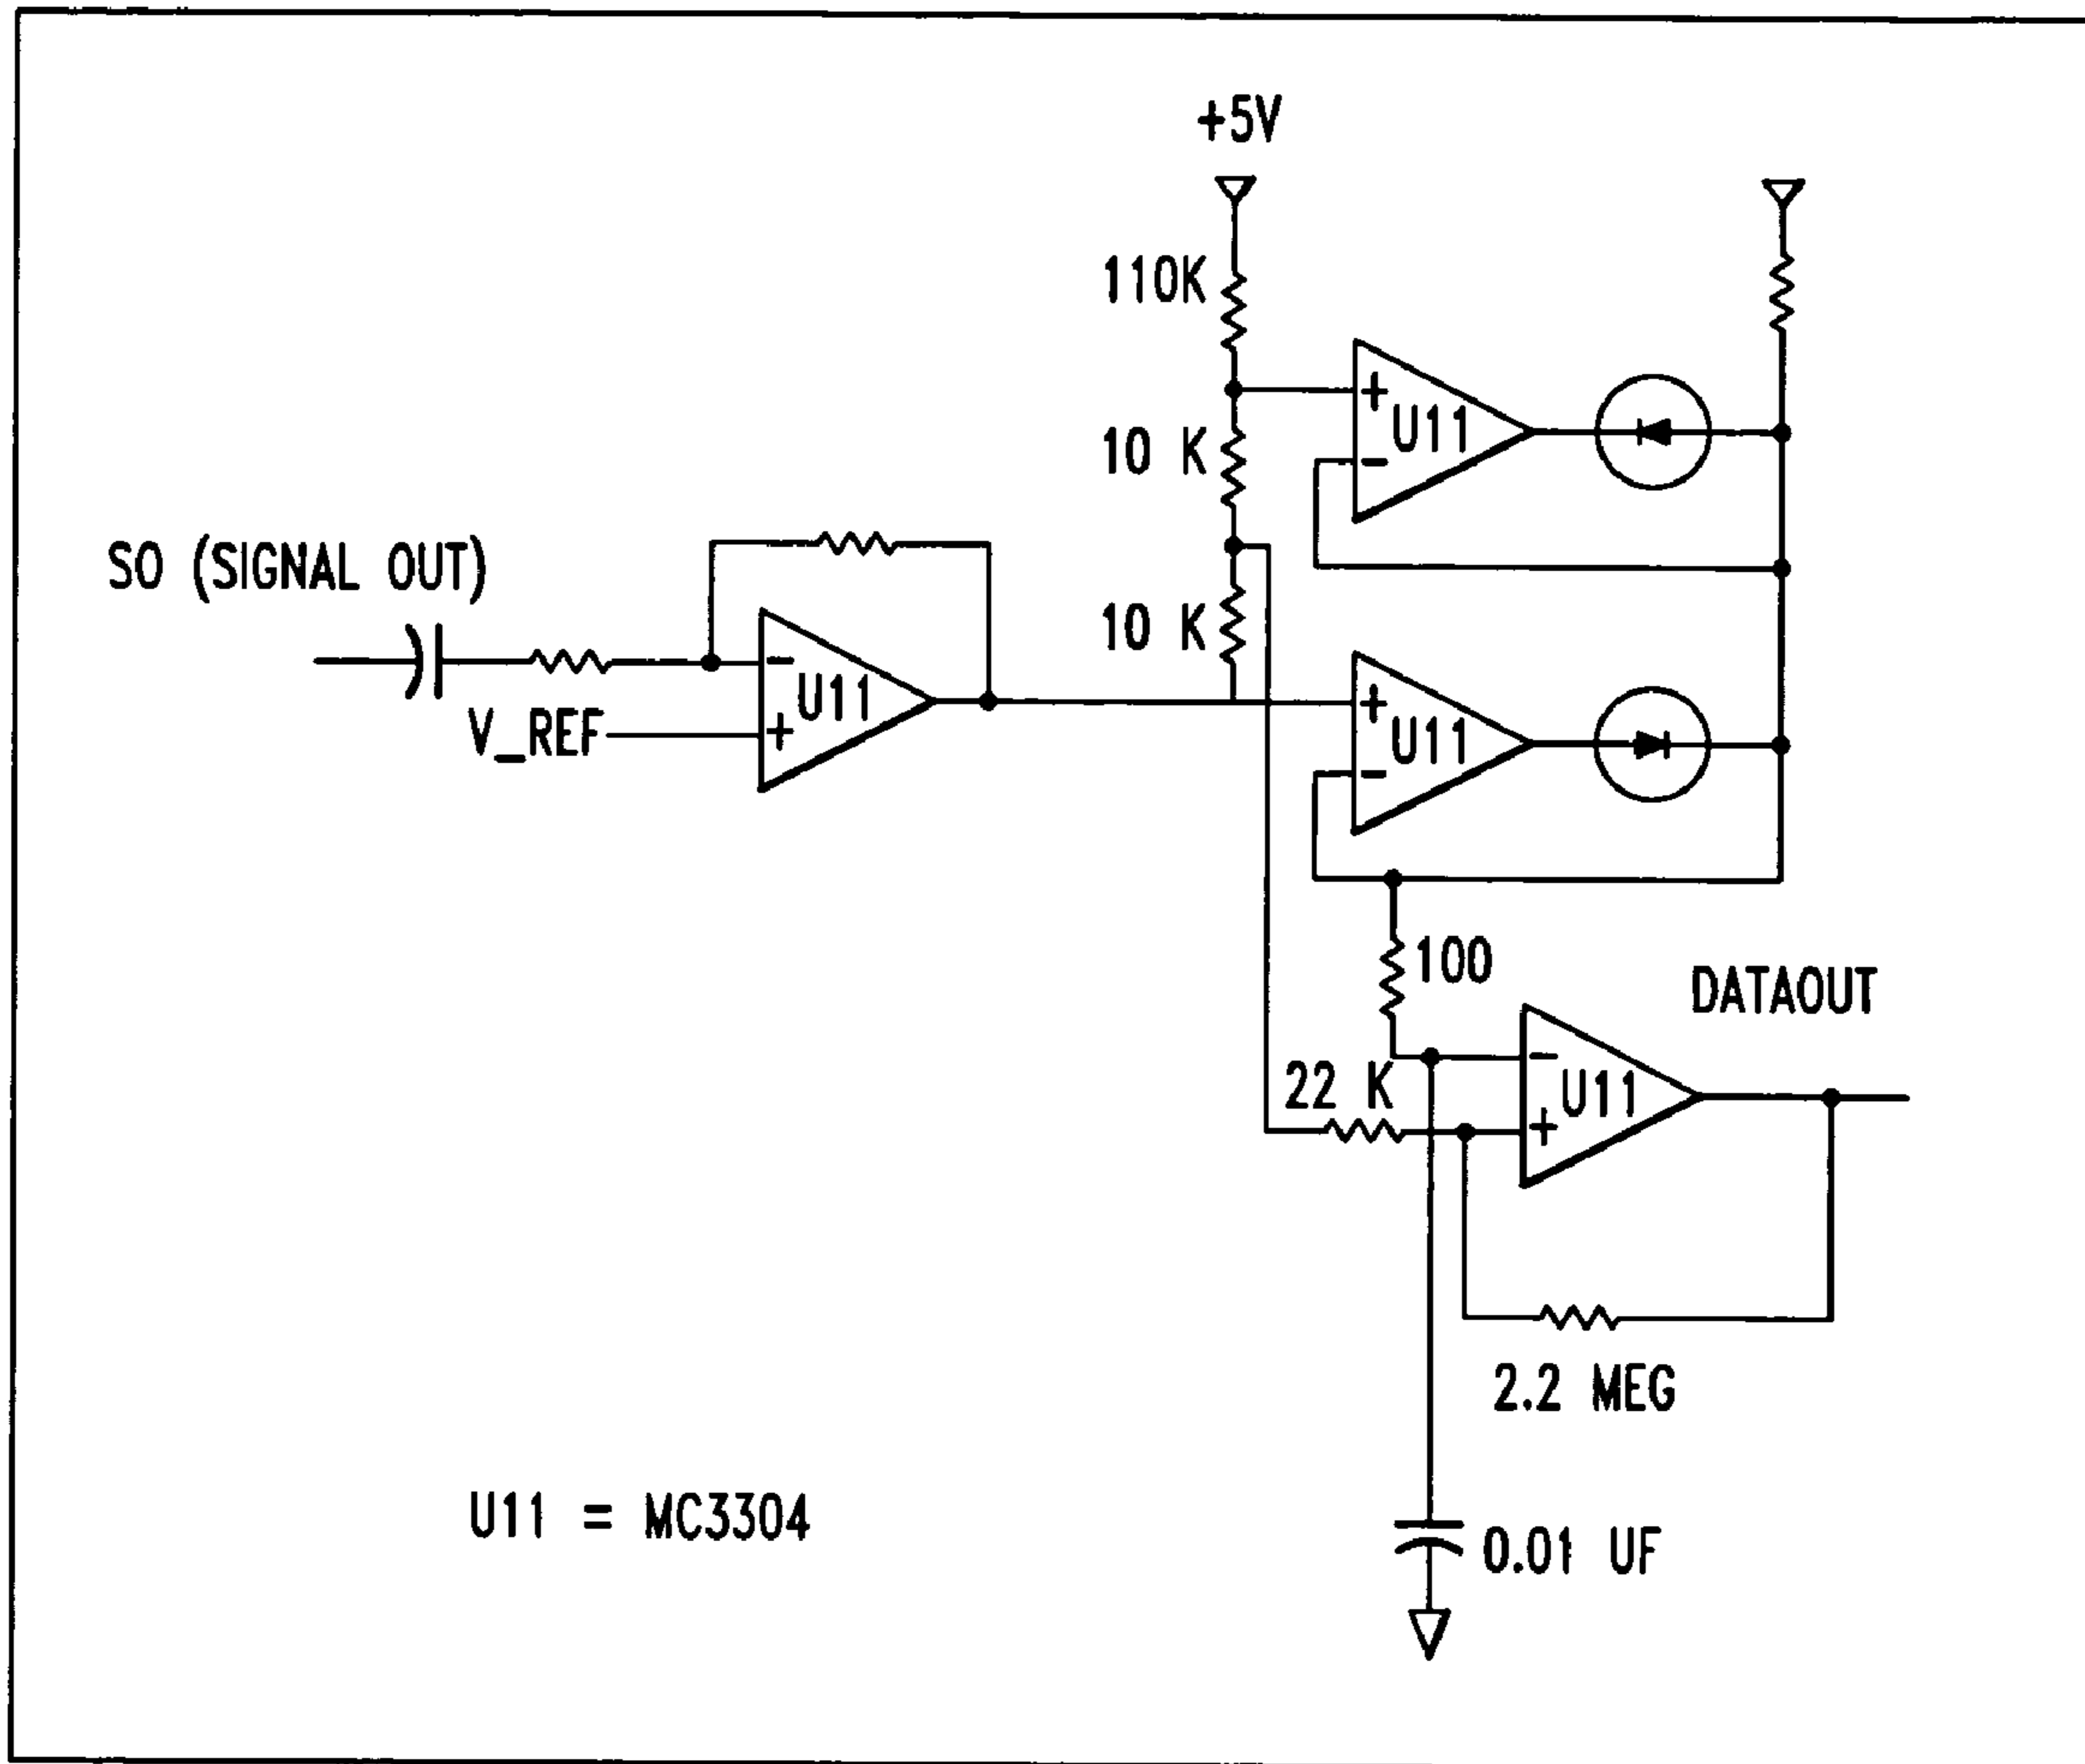 +5V
110K
+
U11
-
10 K
SO (SIGNAL OUT)
10 K
-
U11
+
V_REF
+
U11
-
100
DATAOUT
22 K
-
U11
+
2.2 MEG
U11 = MC3304
0.01 UF